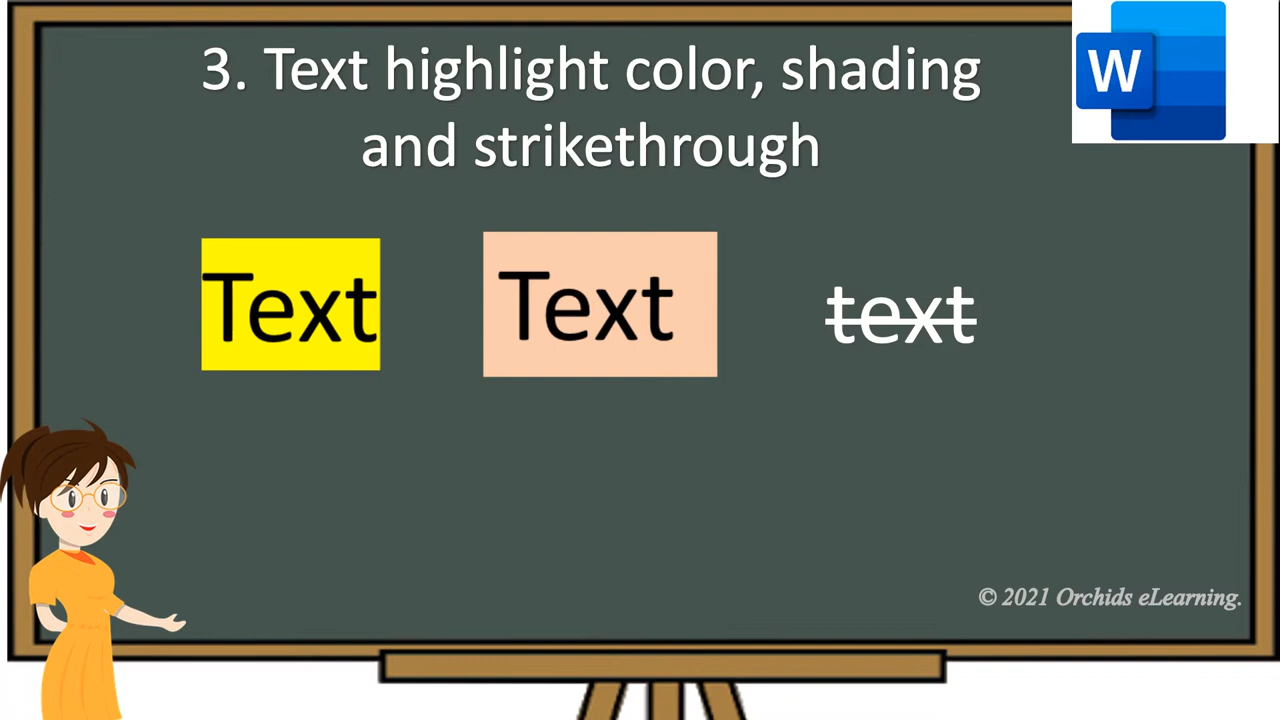 3. Text highlight color, shading
and strikethrough
W
Text Text text
© 2021 Orchids eLearning.